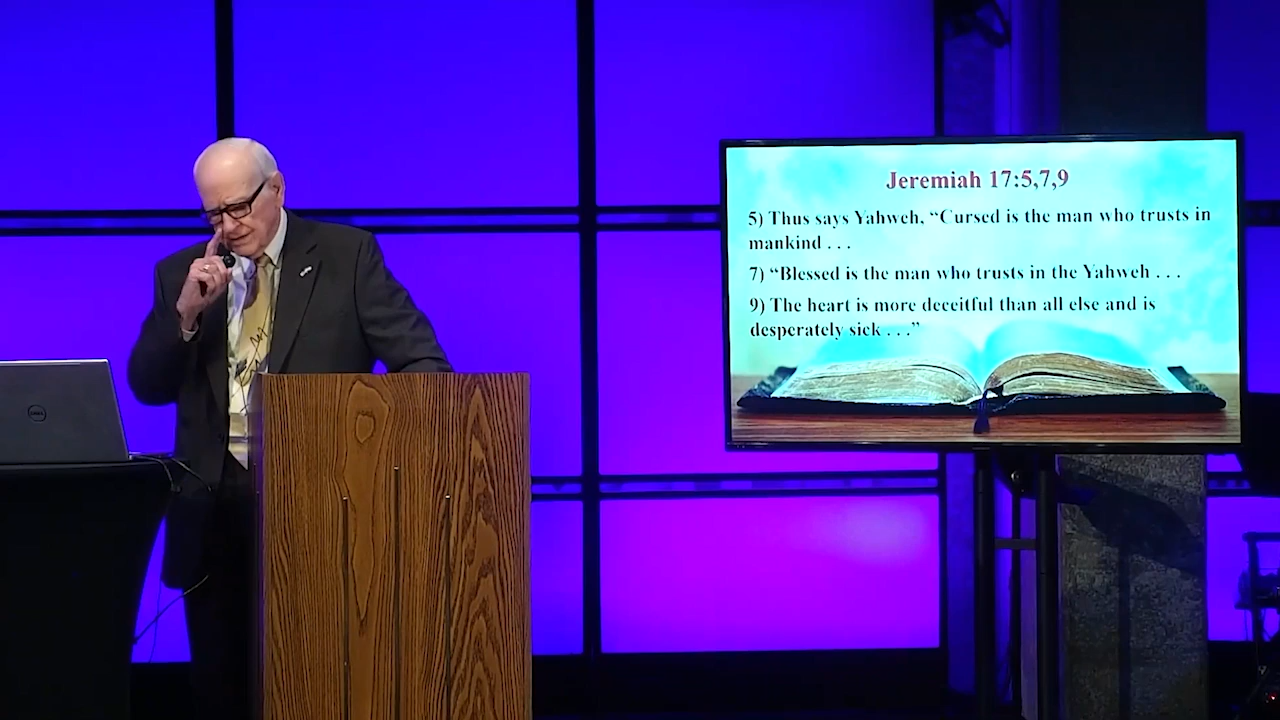 Jeremiah 17:5,7,9
5) Thus says Yahweh, “Cursed is the man who trusts in
mankind . . .
7) “Blessed is the man who trusts in the Yahweh . . .
9) The heart is more deceitful than all else and is
desperately sick . . .”
DELL